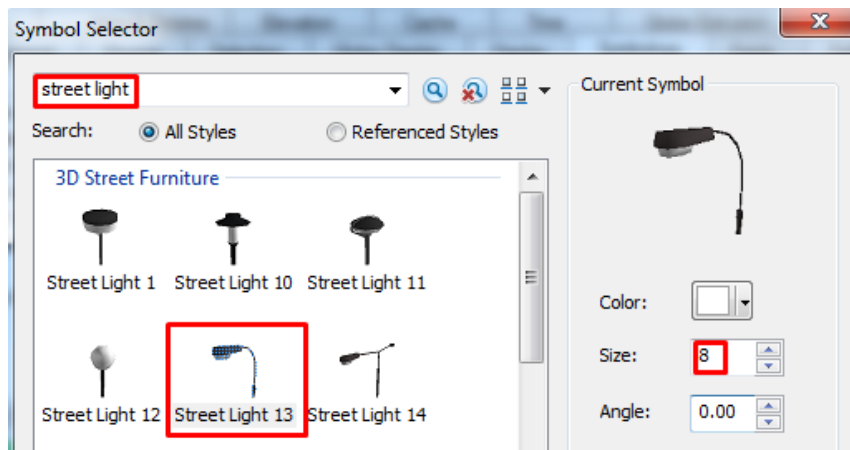 Symbol Selector
street light
Search: All Styles Referenced Styles
3D Street Furniture
Street Light 1 Street Light 10 Street Light 11
Street Light 12 Street Light 13 Street Light 14
Current Symbol
Color:
Size: 8
Angle: 0.00